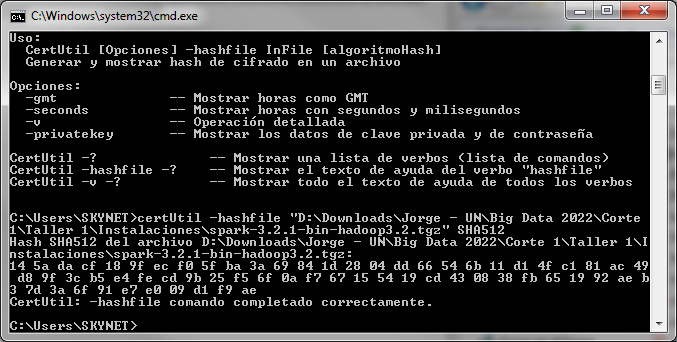 C:\Windows\system32\cmd.exe
Uso:
CertUtil [Opciones] -hashfile InFile [algoritmoHash]
Generar y mostrar hash de cifrado en un archivo
Opciones:
-gmt -- Mostrar horas como GMT
-seconds -- Mostrar horas con segundos y milisegundos
-v -- Operación detallada
-privatekey -- Mostrar los datos de clave privada y de contraseña
CertUtil -? -- Mostrar una lista de verbos (lista de comandos)
CertUtil -hashfile -? -- Mostrar el texto de ayuda del verbo "hashfile"
CertUtil -v -? -- Mostrar todo el texto de ayuda de todos los verbos
C:\Users\SKYNET>certUtil -hashfile "D:\Downloads\Jorge - UN\Big Data 2022\Corte
1\Taller 1\Instalaciones\spark-3.2.1-bin-hadoop3.2.tgz" SHA512
Hash SHA512 del archivo D:\Downloads\Jorge - UN\Big Data 2022\Corte 1\Taller 1\I
nstalaciones\spark-3.2.1-bin-hadoop3.2.tgz:
14 5a da cf 18 9f ec f0 5f ba 3a 69 84 1d 28 04 dd 66 54 6b 11 d1 4f c1 81 ac 49
d8 9f 3c b5 e4 fe cd 9b 25 f5 6f 0a f7 67 15 54 19 cd 43 08 38 fb 65 19 92 ae b
3 7d 3a 6f 91 e7 e0 09 d1 f9 ae
CertUtil: -hashfile comando completado correctamente.
C:\Users\SKYNET>